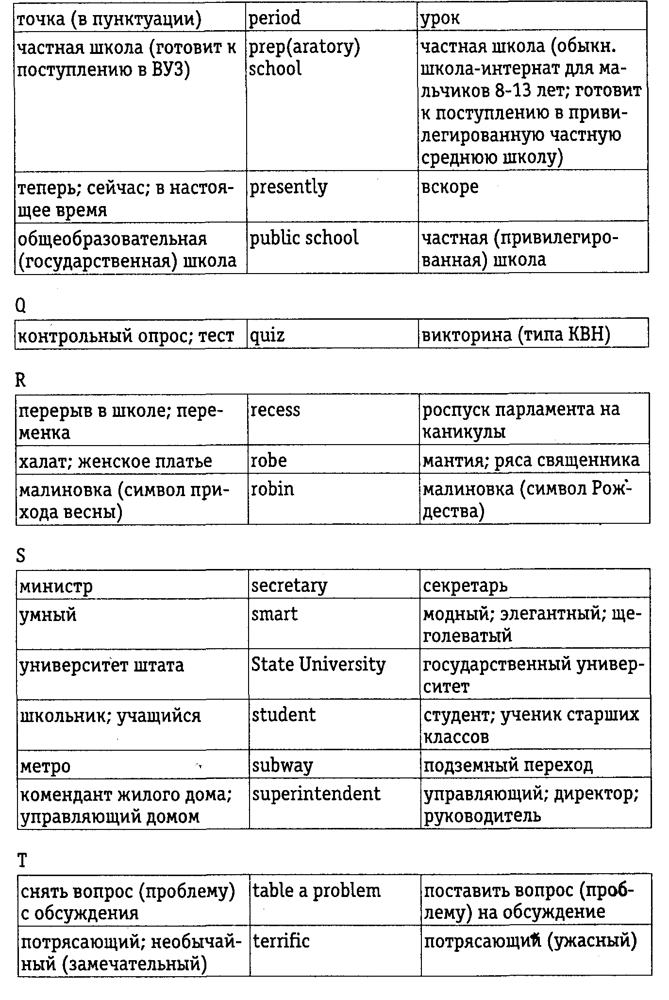 точка (в пунктуации) period урок
частная школа (готовит к prep(aratory) частная школа (обыкн.
поступлению в ВУЗ) school школа-интернат для ма-
льчиков 8-13 лет; готовит
к поступлению в приви-
легированную частную
среднюю школу)
теперь; сейчас; в настоя- presently вскоре
щее время
общеобразовательная public school частная (привилегиро-
(государственная) школа ванная) школа
Q
контрольный опрос; тест quiz викторина (типа КВН)
R
перерыв в школе; пере- recess роспуск парламента на
менка каникулы
халат; женское платье robe мантия; ряса священника
малиновка (символ при- robin малиновка (символ Рож-
хода весны) дества)
S
министр secretary секретарь
умный smart модный; элегантный; ще-
голеватый
университет штата State University государственный универ-
ситет
школьник; учащийся student студент; ученик старших
классов
метро subway подземный переход
комендант жилого дома; superintendent управляющий; директор;
управляющий домом руководитель
T
снять вопрос (проблему) table a problem поставить вопрос (проб-
с обсуждения лему) на обсуждение
потрясающий; необычай- terrific потрясающий (ужасный)
ный (замечательный)